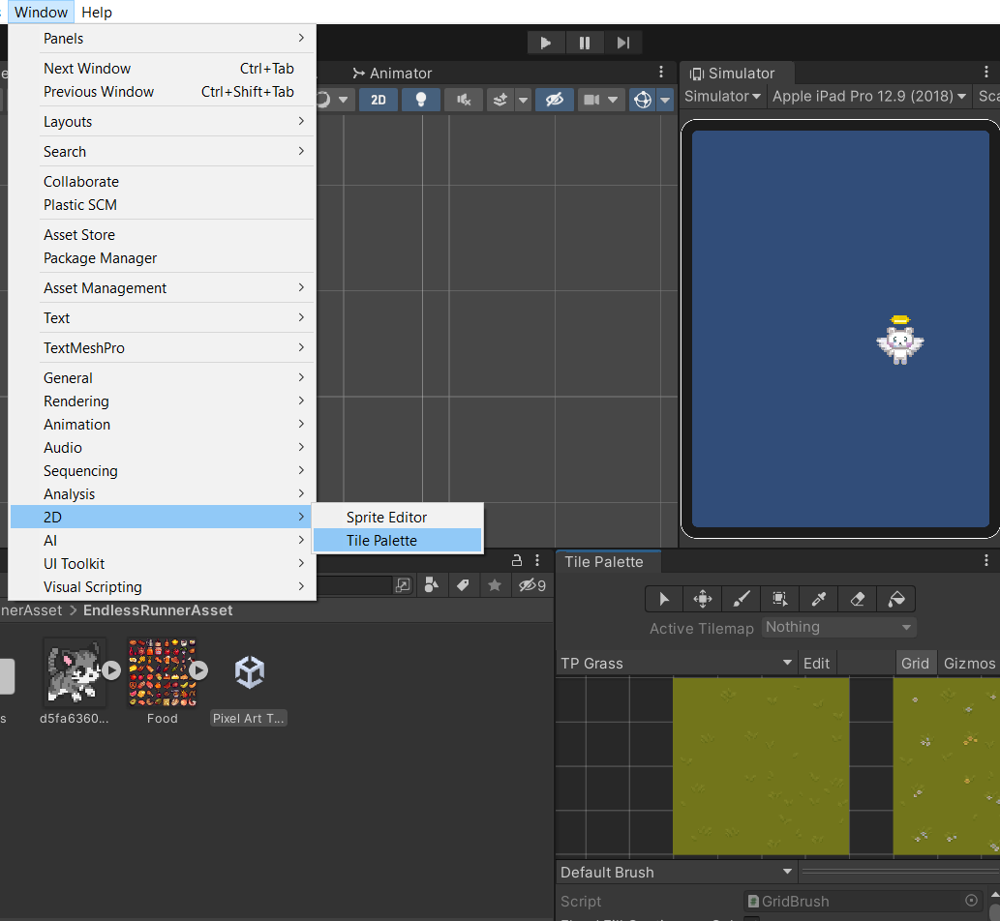 Window Help
Panels
Next Window Ctrl+Tab
Previous Window Ctrl+Shift+Tab
Layouts
Search
Collaborate
Plastic SCM
Asset Store
Package Manager
Asset Management
Text
TextMeshPro
General
Rendering
Animation
Audio
Sequencing
Analysis
2D
AI
UI Toolkit
Visual Scripting
Sprite Editor
Tile Palette
Animator
2D
Simulator
Simulator Apple iPad Pro 12.9 (2018) Sca
9
nerAsset > EndlessRunnerAsset
s d5fa6360... Food Pixel Art T...
Tile Palette
Active Tilemap Nothing
TP Grass Edit Grid Gizmos
Default Brush
Script GridBrush